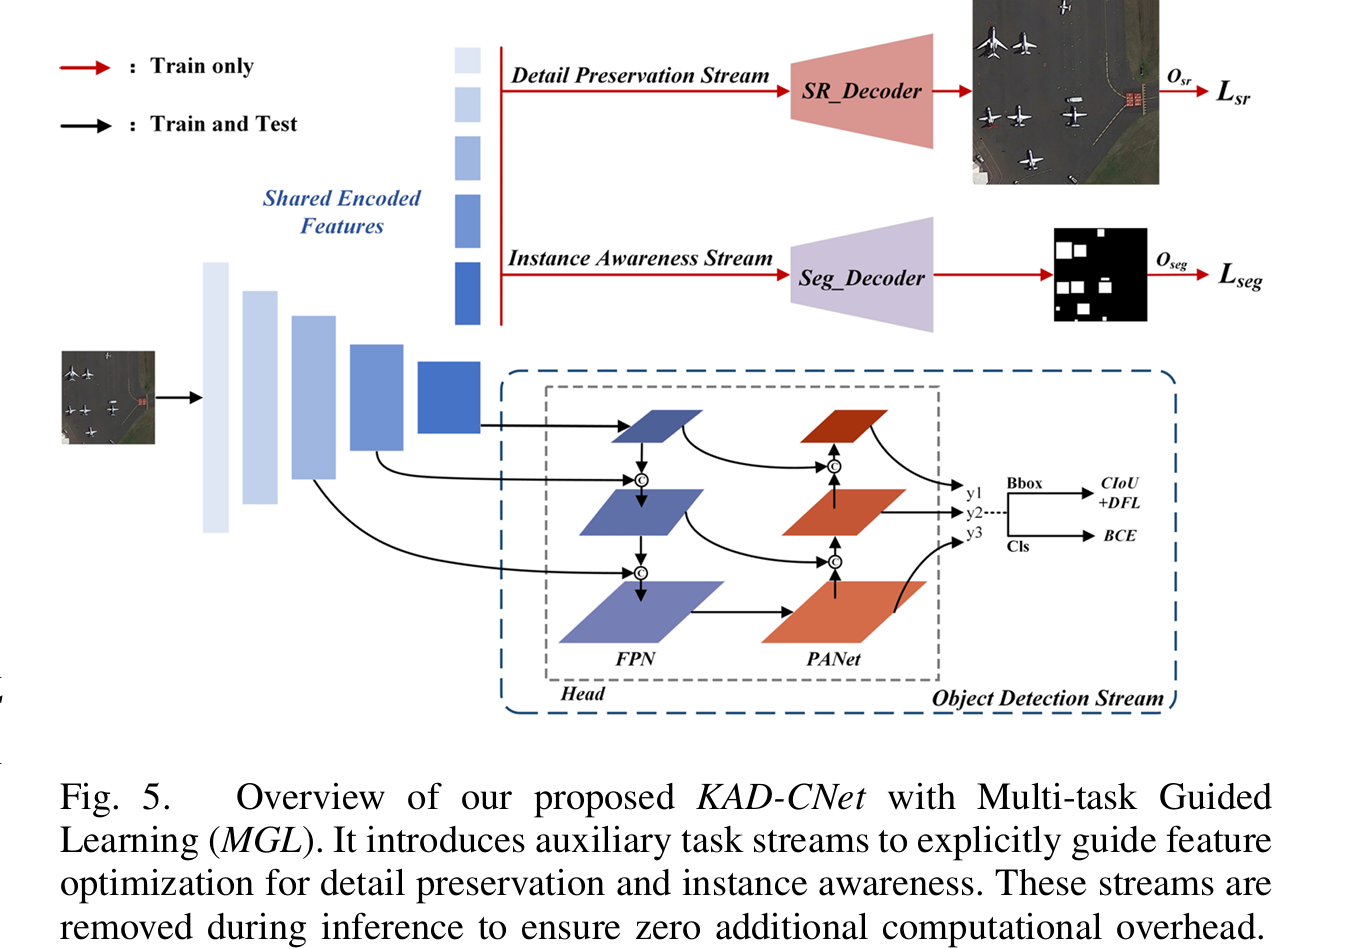 : Train only
: Train and Test
Shared Encoded
Features
Detail Preservation Stream
SR_Decoder
Osr
Lsr
Instance Awareness Stream
Seg_Decoder
Oseg
Lseg
C
C
C
C
y1
y2
y3
Bbox
Cls
CIoU
+DFL
BCE
FPN
PANet
Head
Object Detection Stream
Fig. 5. Overview of our proposed KAD-CNet with Multi-task Guided
Learning (MGL). It introduces auxiliary task streams to explicitly guide feature
optimization for detail preservation and instance awareness. These streams are
removed during inference to ensure zero additional computational overhead.